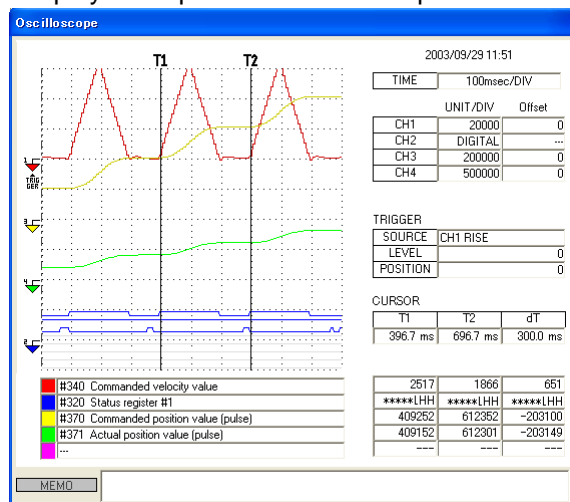 Oscilloscope
T1 T2
2003/09/29 11:51
TIME 100msec/DIV
UNIT/DIV Offset
CH1 20000 0
CH2 DIGITAL ---
CH3 200000 0
CH4 500000 0
1
TRIG
GER
3
4
2
TRIGGER
SOURCE CH1 RISE
LEVEL 0
POSITION 0
CURSOR
T1 T2 dT
396.7 ms 696.7 ms 300.0 ms
#340 Commanded velocity value 2517 1866 651
#320 Status register #1 *****LHH *****LHH *****LHH
#370 Commanded position value (pulse) 409252 612352 -203100
#371 Actual position value (pulse) 409152 612301 -203149
--- --- --- ---
MEMO